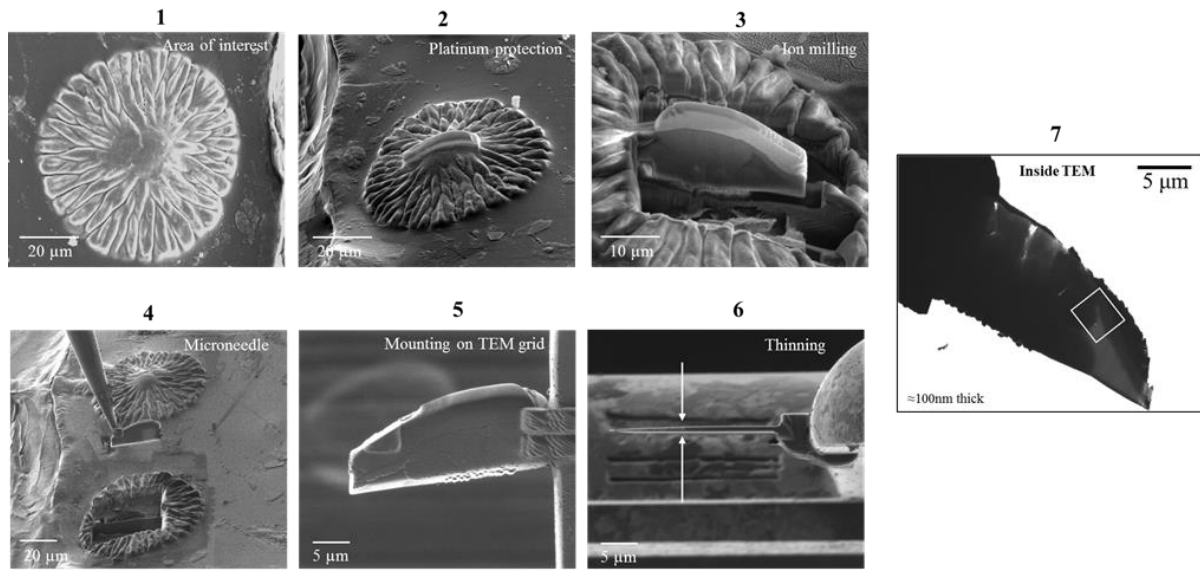 1
Area of interest
20 µm
2
Platinum protection
20 µm
3
Ion milling
10 µm
4
Microneedle
20 µm
5
Mounting on TEM grid
5 µm
6
Thinning
5 µm
7
Inside TEM
5 µm
≈100nm thick